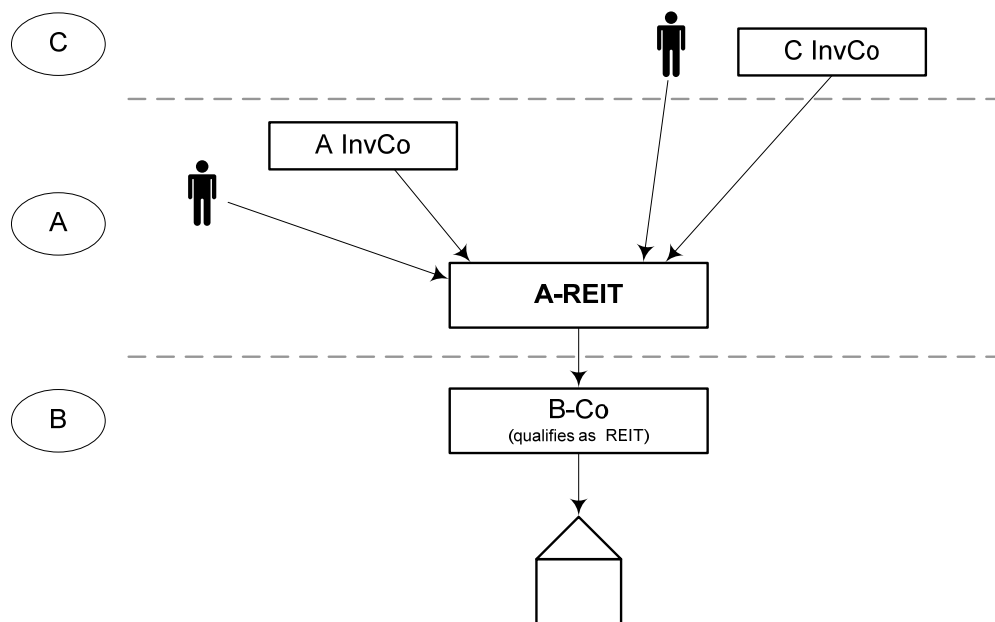 C
C InvCo
A InvCo
A
A-REIT
B
B-Co
(qualifies as REIT)